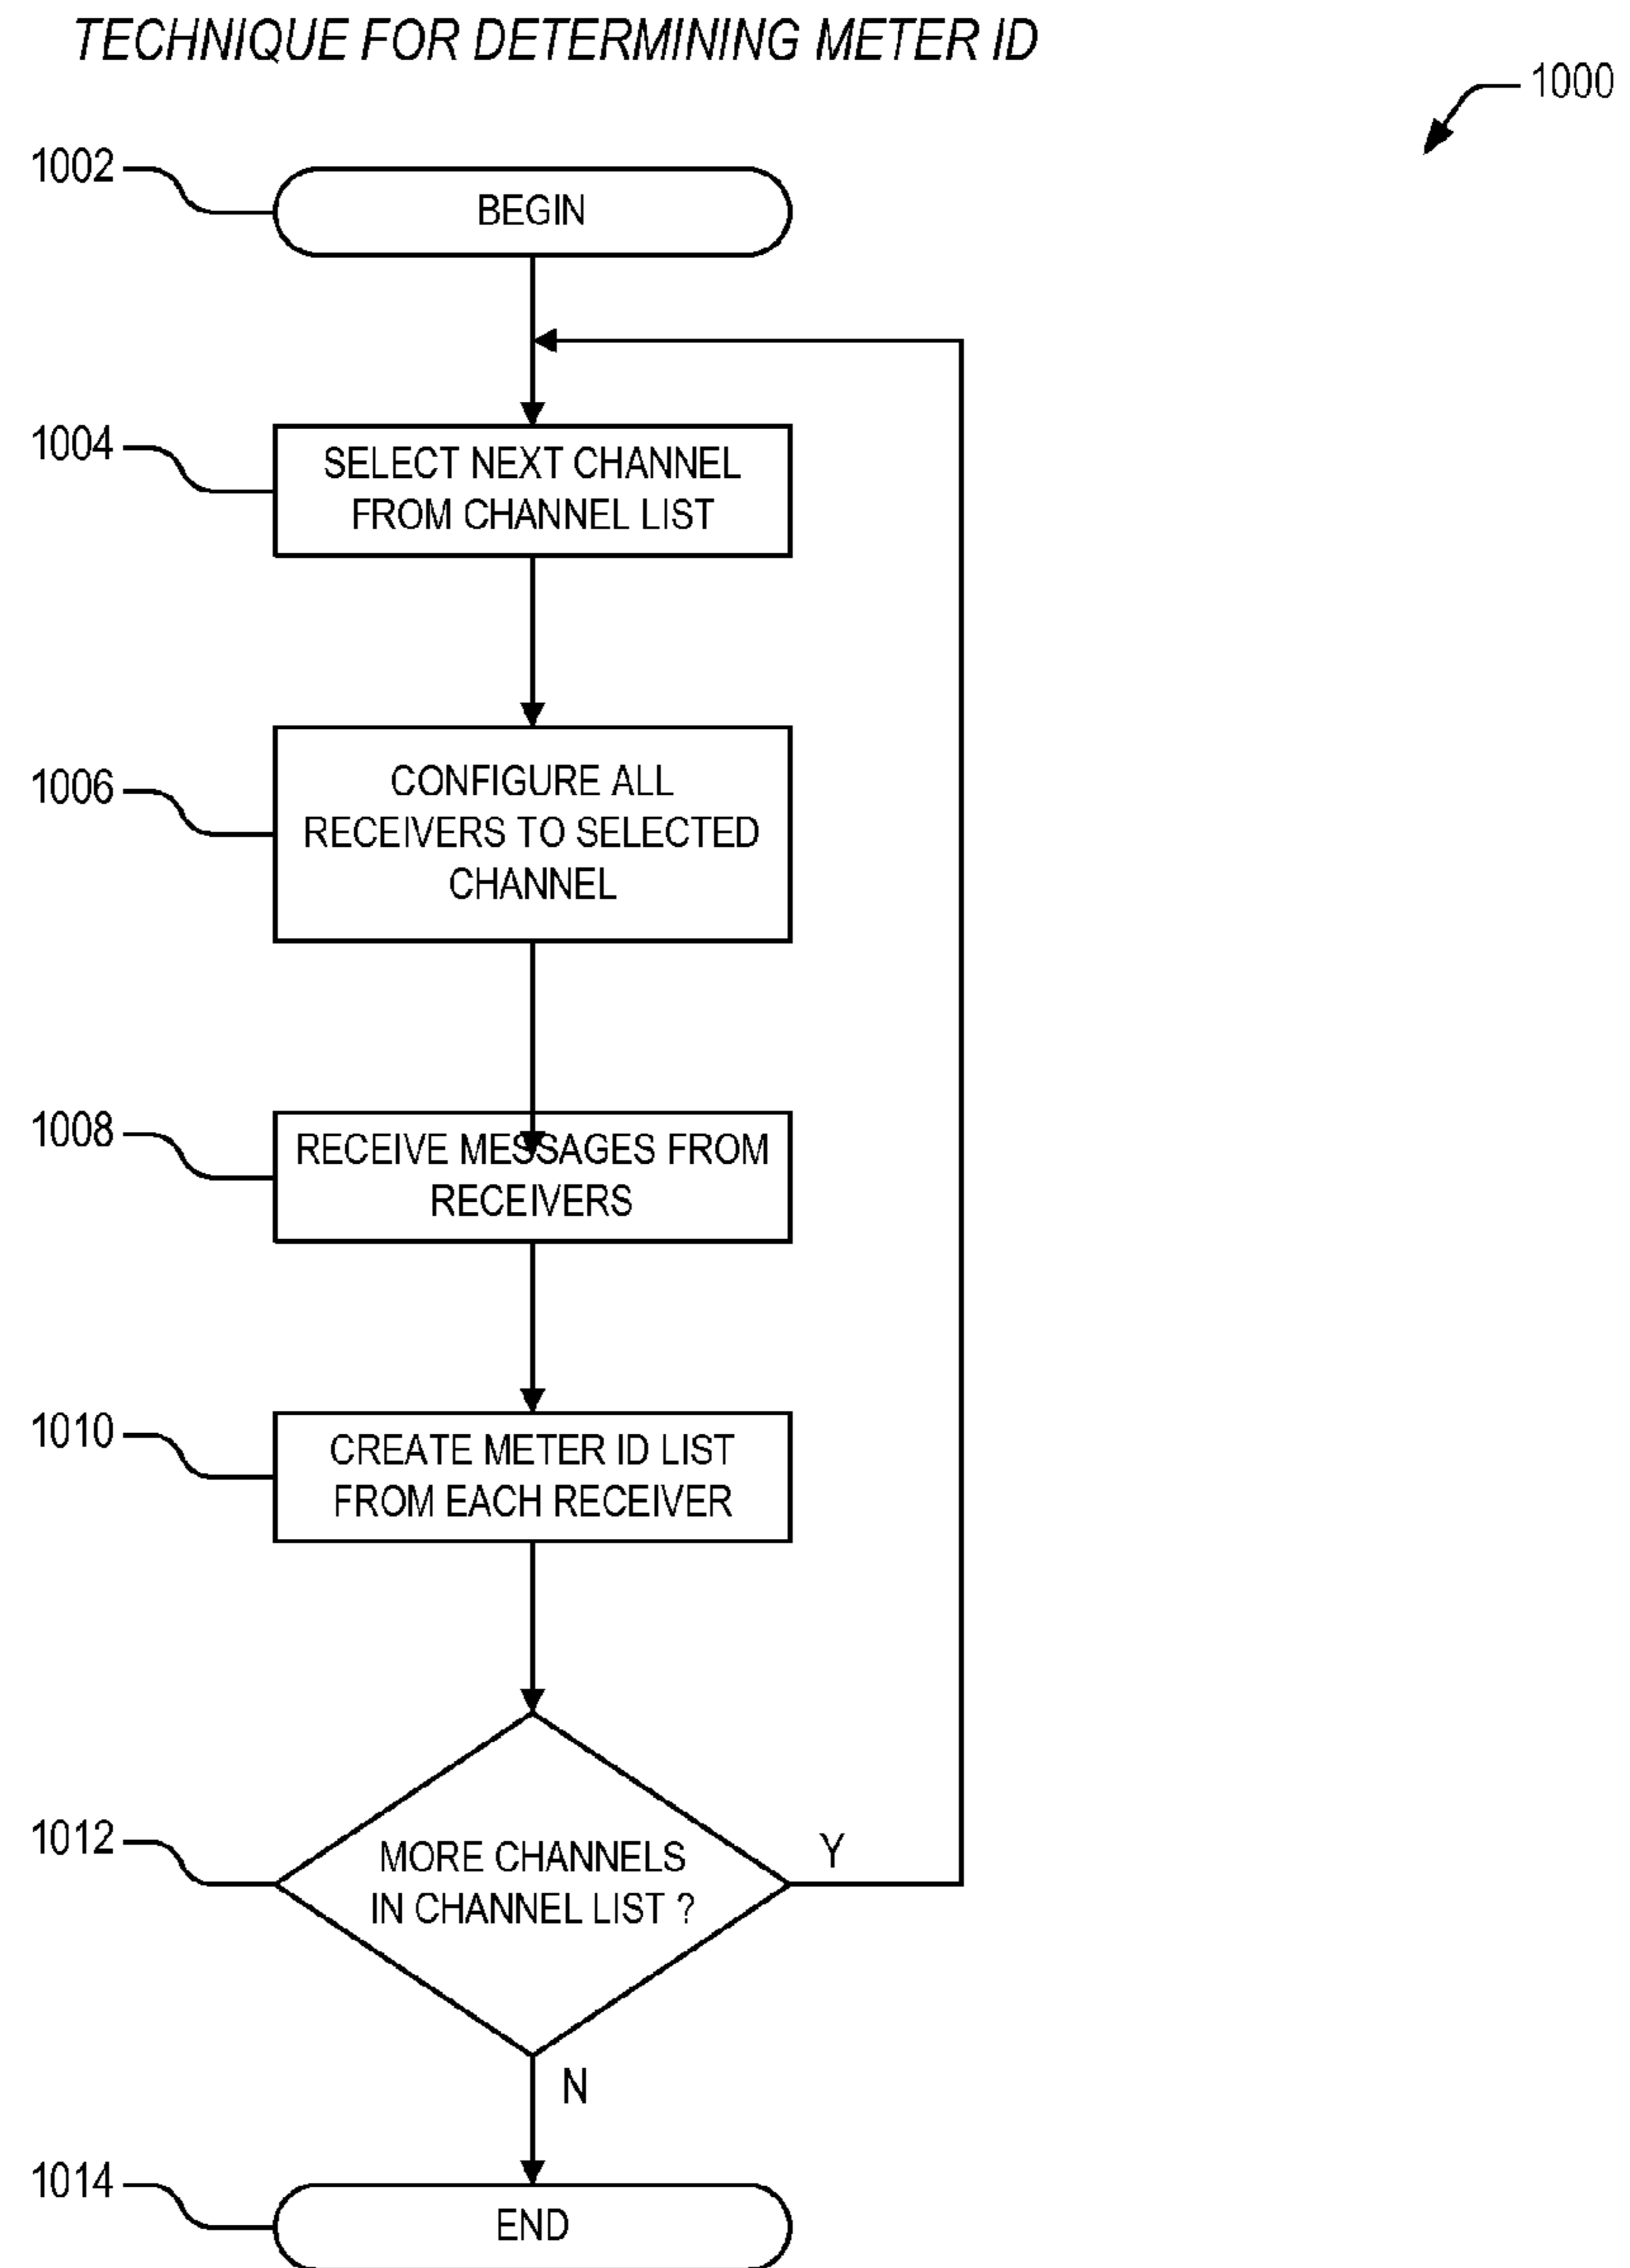 TECHNIQUE FOR DETERMINING METER ID
1000
1002
BEGIN
1004
SELECT NEXT CHANNEL
FROM CHANNEL LIST
1006
CONFIGURE ALL
RECEIVERS TO SELECTED
CHANNEL
1008
RECEIVE MESSAGES FROM
RECEIVERS
1010
CREATE METER ID LIST
FROM EACH RECEIVER
1012
MORE CHANNELS
IN CHANNEL LIST ?
Y
N
1014
END